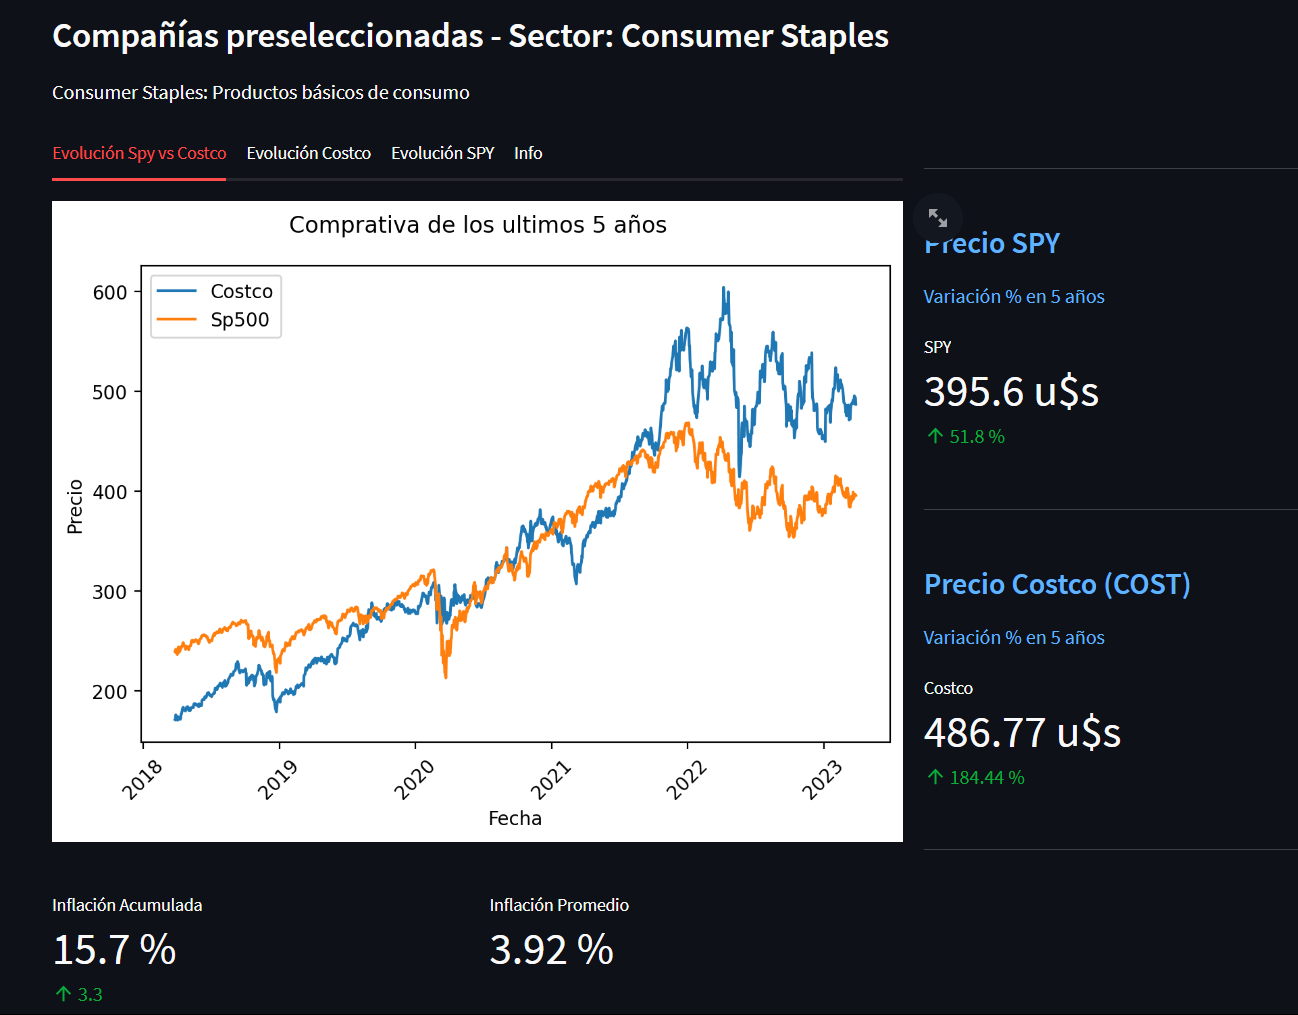 Compañías preseleccionadas - Sector: Consumer Staples
Consumer Staples: Productos básicos de consumo
Evolución Spy vs Costco Evolución Costco Evolución SPY Info
Comprativa de los ultimos 5 años
Costco
Sp500
600
500
400
300
200
Precio
2018 2019 2020 2021 2022 2023
Fecha
Precio SPY
Variación % en 5 años
SPY
395.6 u$s
↑ 51.8 %
Precio Costco (COST)
Variación % en 5 años
Costco
486.77 u$s
↑ 184.44 %
Inflación Acumulada
15.7 %
↑ 3.3
Inflación Promedio
3.92 %